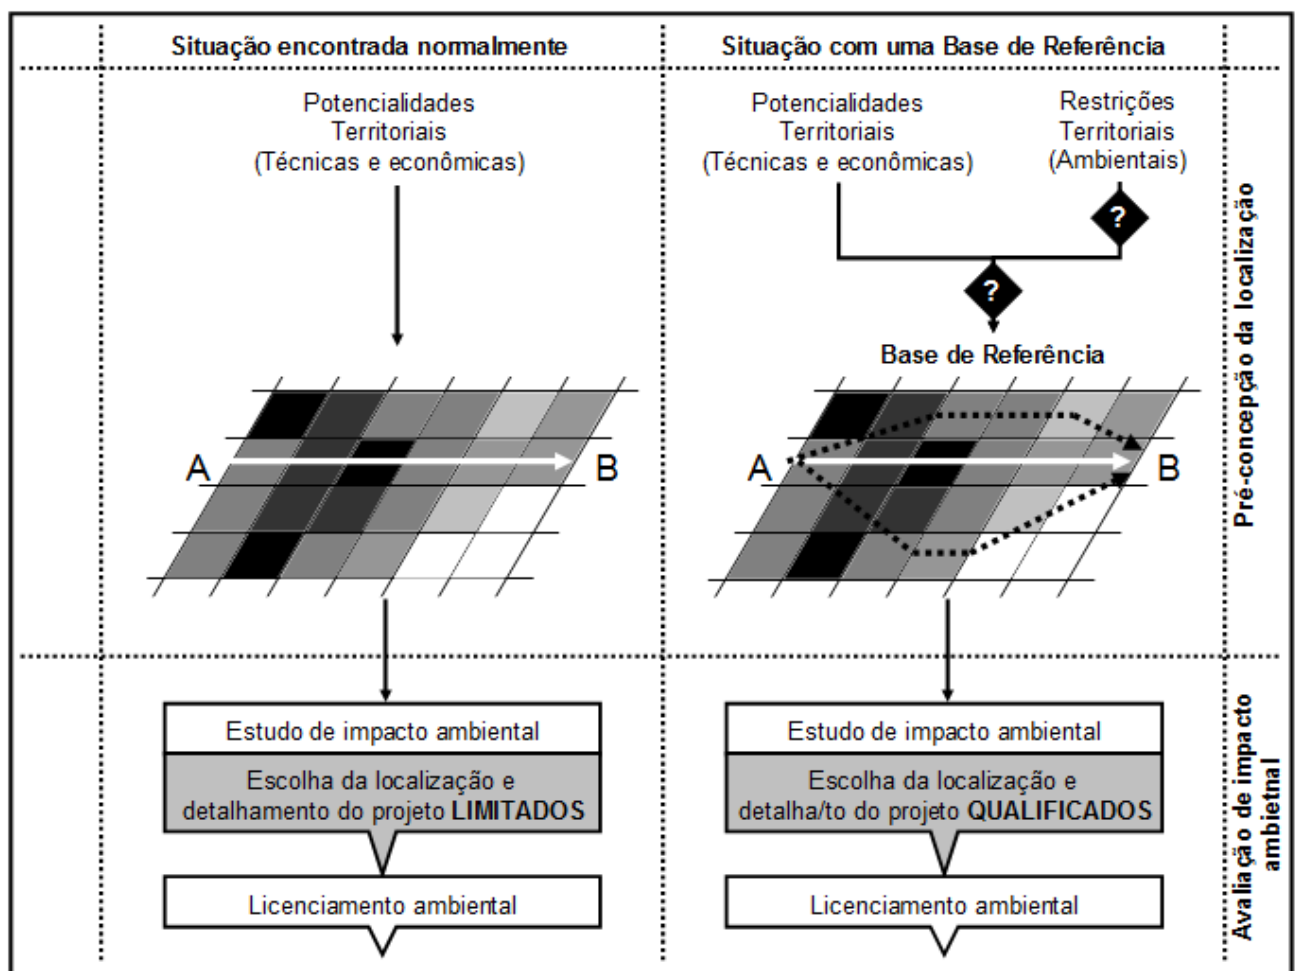 Situação encontrada normalmente
Situação com uma Base de Referência
Potencialidades
Territoriais
(Técnicas e econômicas)
Potencialidades
Territoriais
(Técnicas e econômicas)
Restrições
Territoriais
(Ambientais)
?
?
Base de Referência
A
B
A
B
Pré-concepção da localização
Estudo de impacto ambiental
Escolha da localização e
detalhamento do projeto LIMITADOS
Licenciamento ambiental
Estudo de impacto ambiental
Escolha da localização e
detalha/to do projeto QUALIFICADOS
Licenciamento ambiental
Avaliação de impacto
ambietnal